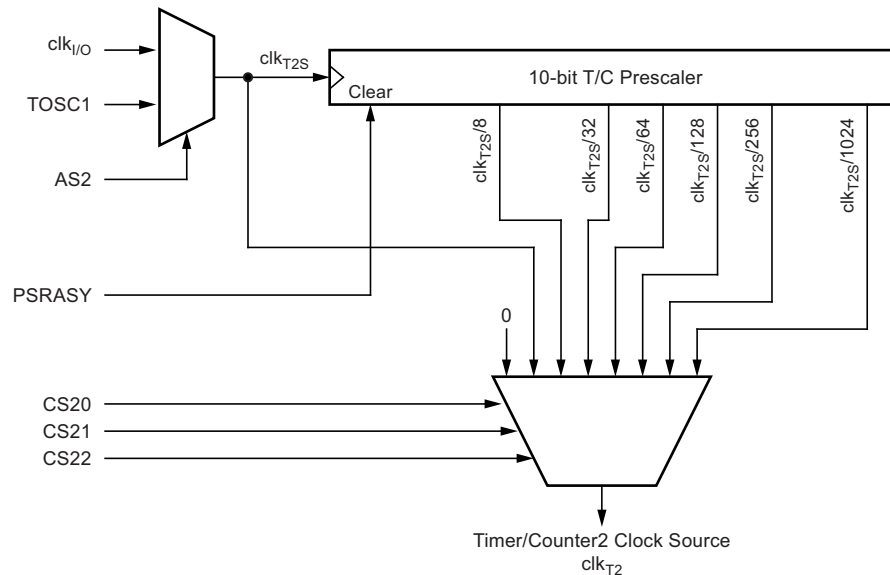 clkI/O
TOSC1
AS2
PSRASY
clkT2S
10-bit T/C Prescaler
Clear
clkT2S/8
clkT2S/32
clkT2S/64
clkT2S/128
clkT2S/256
clkT2S/1024
0
CS20
CS21
CS22
Timer/Counter2 Clock Source
clkT2